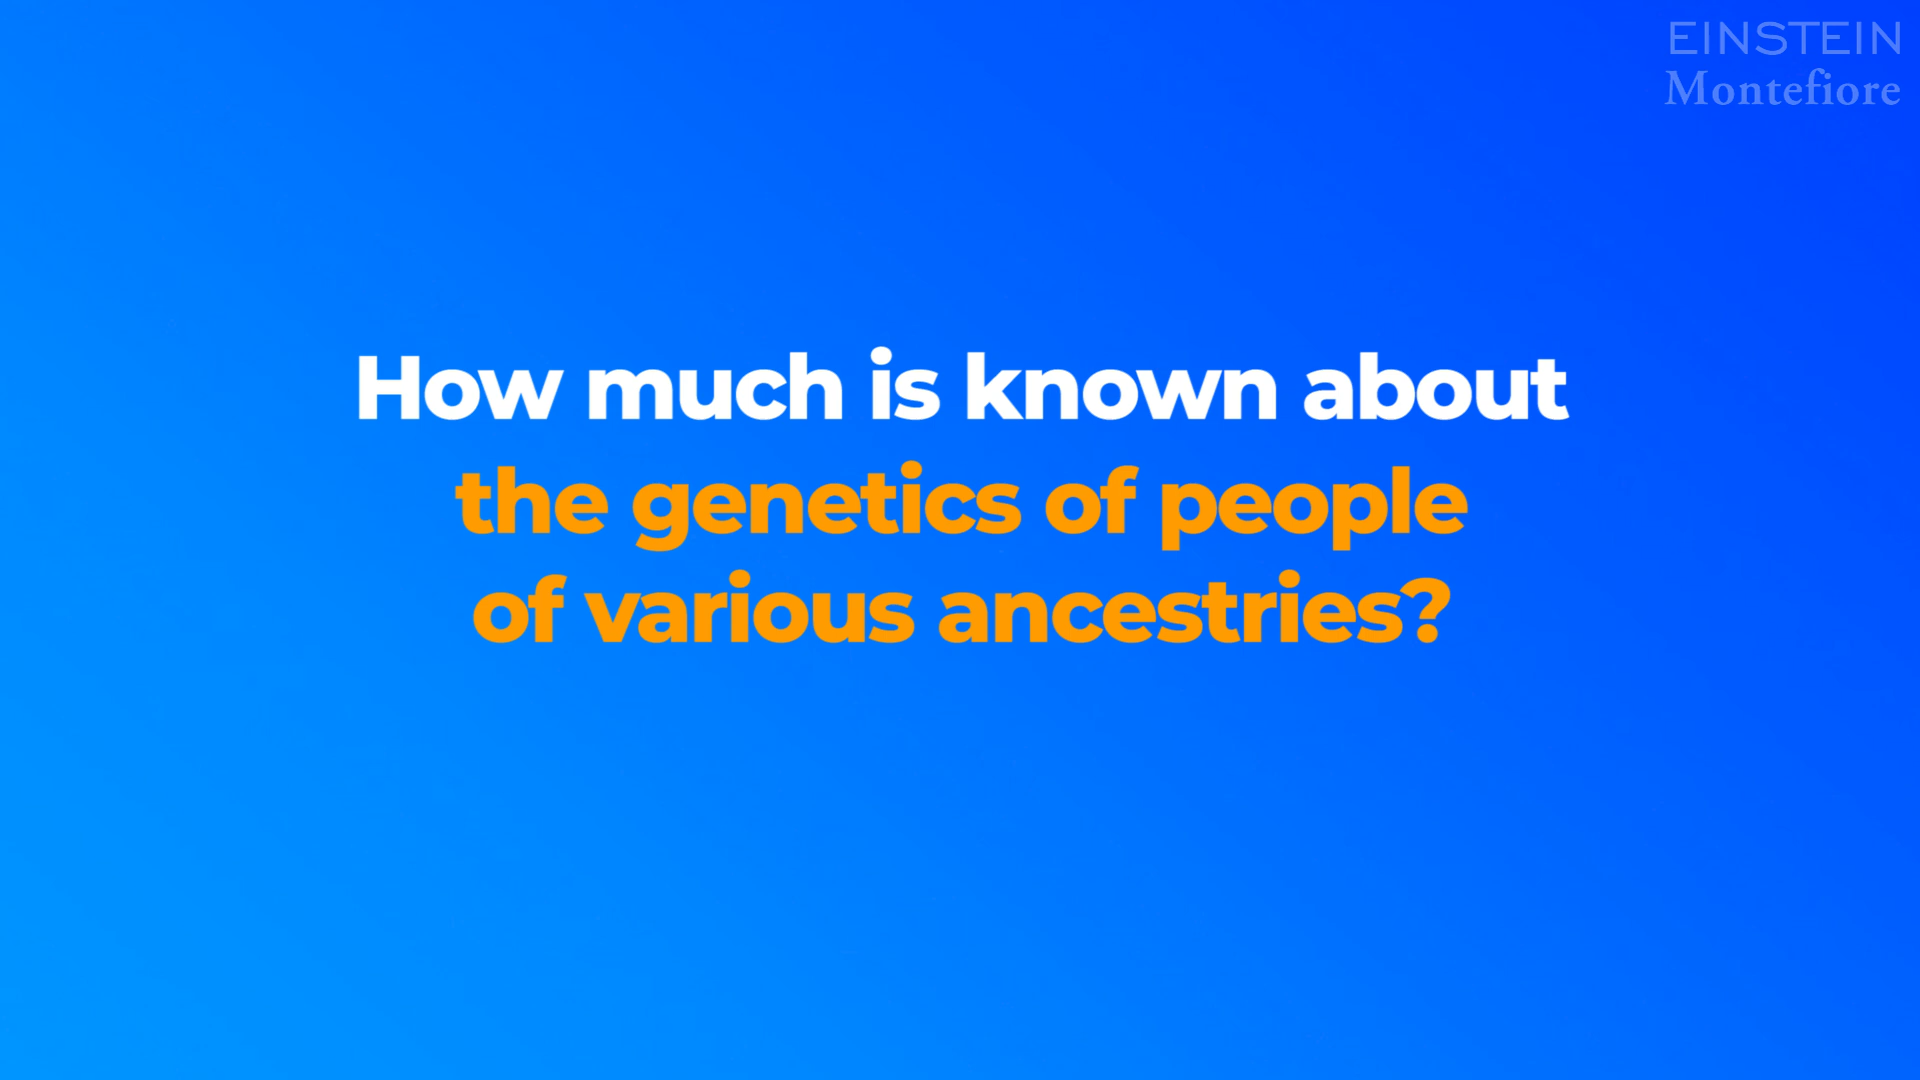 EINSTEIN
Montefiore
How much is known about
the genetics of people
of various ancestries?